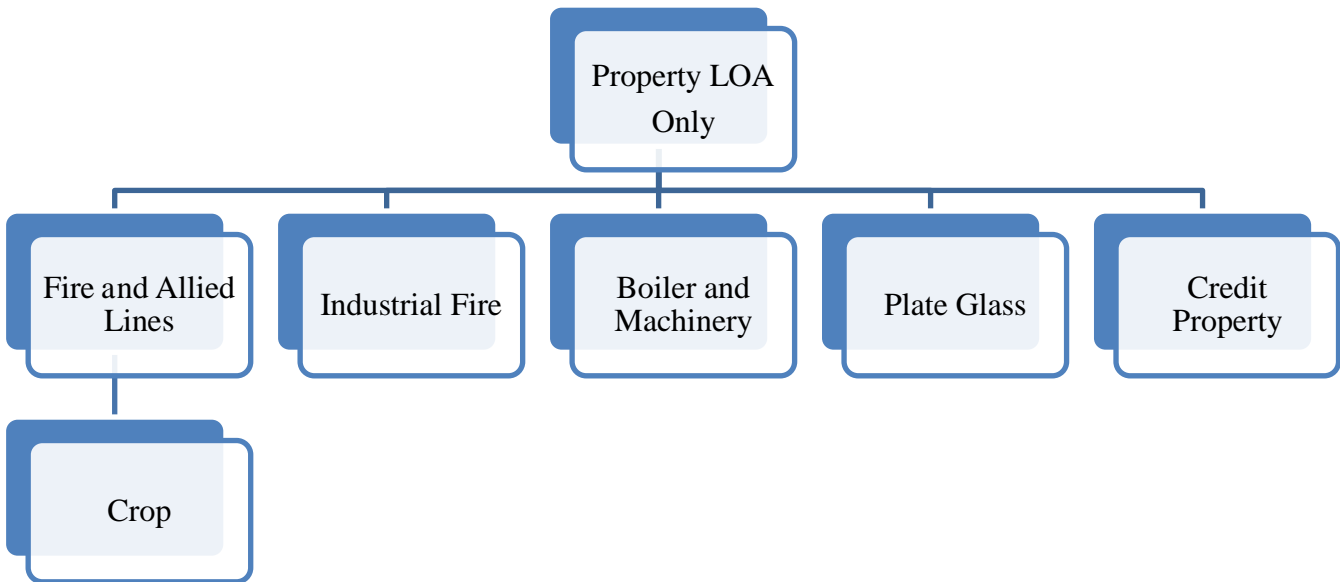 Property LOA
Only
Fire and Allied
Lines
Industrial Fire
Boiler and
Machinery
Plate Glass
Credit
Property
Crop